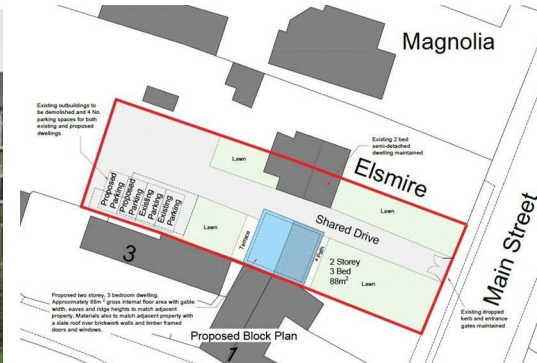 Magnolia
Existing outbuildings to
be demolished and 4 No.
parking spaces for both
existing and proposed
dwellings
Existing 2 bed
semi-detached
dwelling maintained
Lawn
Elsmire
Lawn
Proposed
Parking
Proposed
Parking
Existing
Parking
Existing
Parking
Shared Drive
Main Street
Lawn
Terrace
Path
2 Storey
3 Bed
88m²
Lawn
3
Existing
dropped
kerb and entrance
gates maintained
Proposed two storey, 3 bedroom dwelling.
Approximately 88m² gross internal floor area with gable
width, eaves and ridge heights to match adjacent
property. Materials also to match adjacent property with
a slate roof over brickwork walls and timber framed
doors and windows.
Proposed Block Plan
1